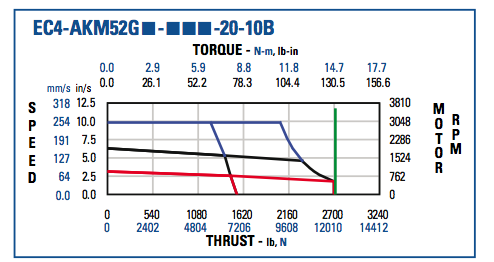 EC4-AKM52G■-■■■-20-10B
TORQUE - N-m, lb-in
0.0 2.9 5.9 8.8 11.8 14.7 17.7
0.0 26.1 52.2 78.3 104.4 130.5 156.6
mm/s in/s
318 12.5 3810
254 10.0 3048
191 7.5 2286
127 5.0 1524
64 2.5 762
0.0 0.0 0
SPEED
MOTOR
RPM
0 540 1080 1620 2160 2700 3240
0 2402 4804 7206 9608 12010 14412
THRUST - lb, N